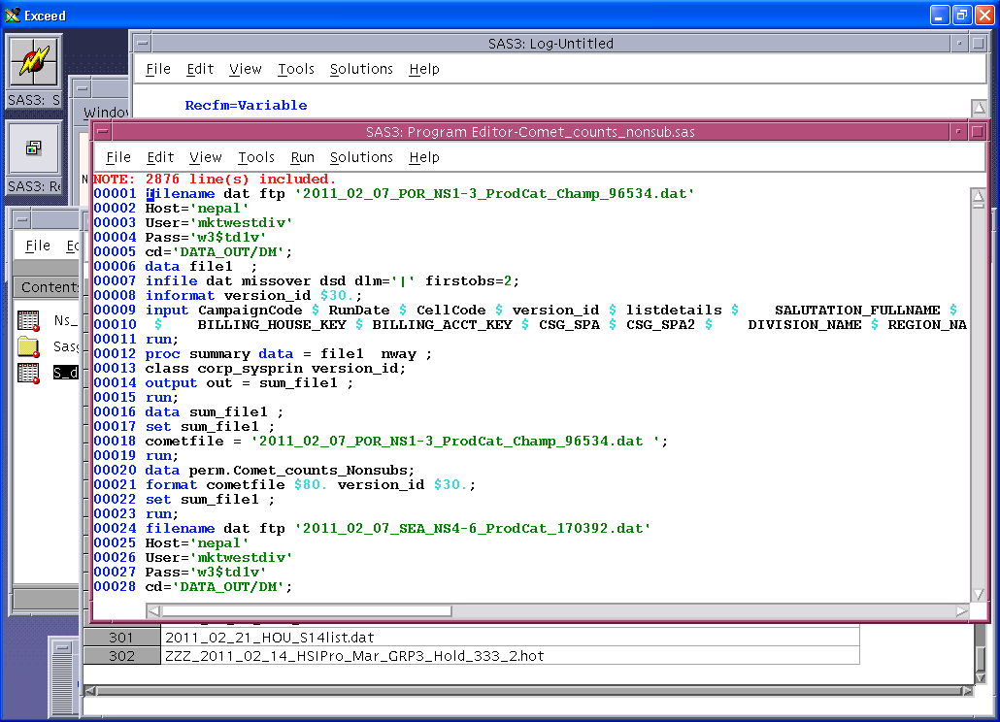 Exceed
SAS3: Log-Untitled
File Edit View Tools Solutions Help
SAS3: S
Recfm=Variable
SAS3: Program Editor-Comet_counts_nonsub.sas
File Edit View Tools Run Solutions Help
SAS3: Re
NOTE: 2876 line(s) included.
00001 filename dat ftp '2011_02_07_POR_NS1-3_ProdCat_Champ_96534.dat'
00002 Host='nepal'
00003 User='mktwestdiv'
00004 Pass='w3$td1v'
00005 cd='DATA_OUT/DM';
00006 data file1  ;
00007 infile dat missover dsd dlm='|' firstobs=2;
00008 informat version_id $30.;
00009 input CampaignCode $ RunDate $ CellCode $ version_id $ listdetails $    SALUTATION_FULLNAME $
00010  $    BILLING_HOUSE_KEY $ BILLING_ACCT_KEY $ CSG_SPA $ CSG_SPA2 $    DIVISION_NAME $ REGION_NA
00011 run;
00012 proc summary data = file1  nway ;
00013 class corp_sysprin version_id;
00014 output out = sum_file1 ;
00015 run;
00016 data sum_file1 ;
00017 set sum_file1 ;
00018 cometfile = '2011_02_07_POR_NS1-3_ProdCat_Champ_96534.dat ';
00019 run;
00020 data perm.Comet_counts_Nonsubs;
00021 format cometfile $80. version_id $30.;
00022 set sum_file1 ;
00023 run;
00024 filename dat ftp '2011_02_07_SEA_NS4-6_ProdCat_170392.dat'
00025 Host='nepal'
00026 User='mktwestdiv'
00027 Pass='w3$td1v'
00028 cd='DATA_OUT/DM';
File
Content
Ns_
Sas
S_d
301 2011_02_21_HOU_S14list.dat
302 ZZZ_2011_02_14_HSIPro_Mar_GRP3_Hold_333_2.hot